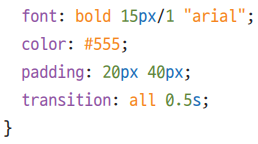 font: bold 15px/1 "arial";
color: #555;
padding: 20px 40px;
transition: all 0.5s;
}